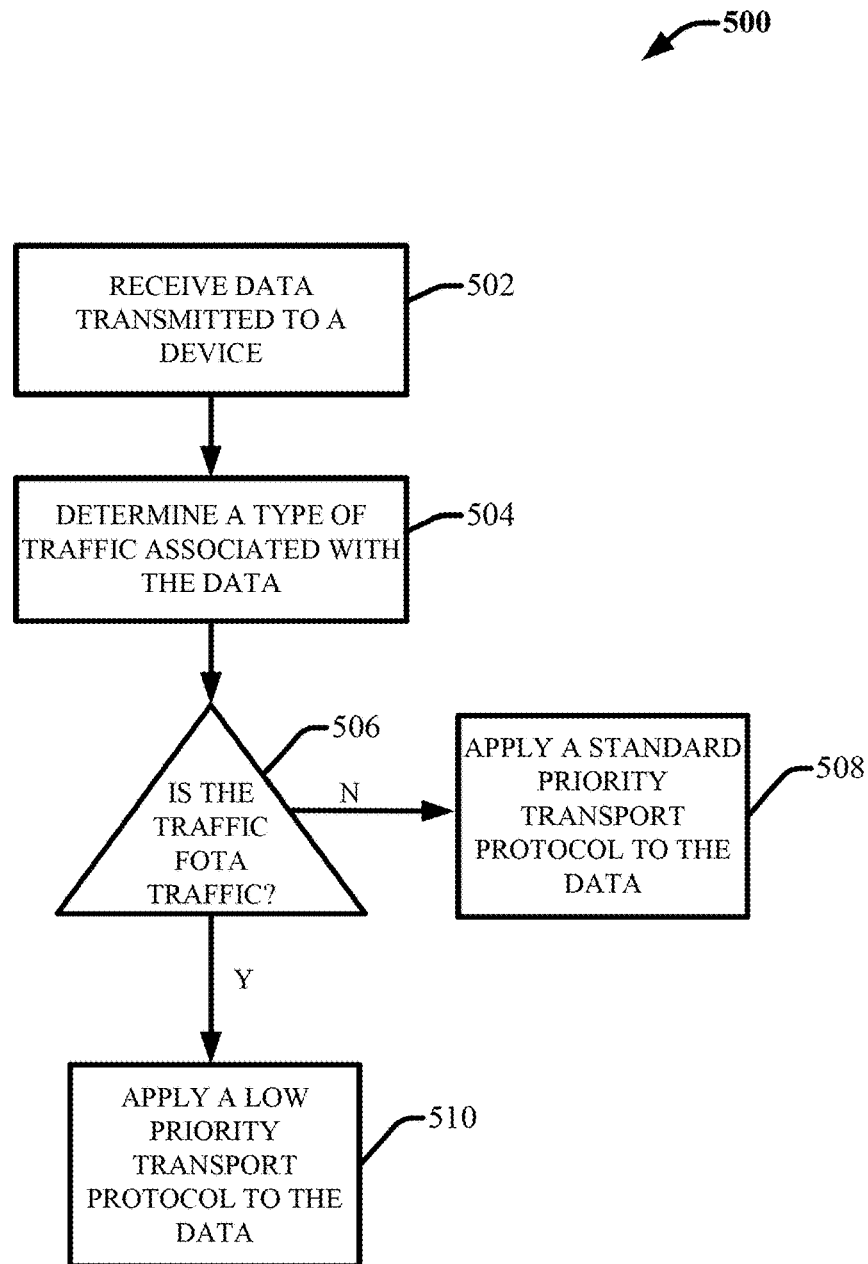 500
RECEIVE DATA
TRANSMITTED TO A
DEVICE
502
DETERMINE A TYPE OF
TRAFFIC ASSOCIATED WITH
THE DATA
504
IS THE
TRAFFIC
FOTA
TRAFFIC?
506
N
APPLY A STANDARD
PRIORITY
TRANSPORT
PROTOCOL TO THE
DATA
508
Y
APPLY A LOW
PRIORITY
TRANSPORT
PROTOCOL TO THE
DATA
510